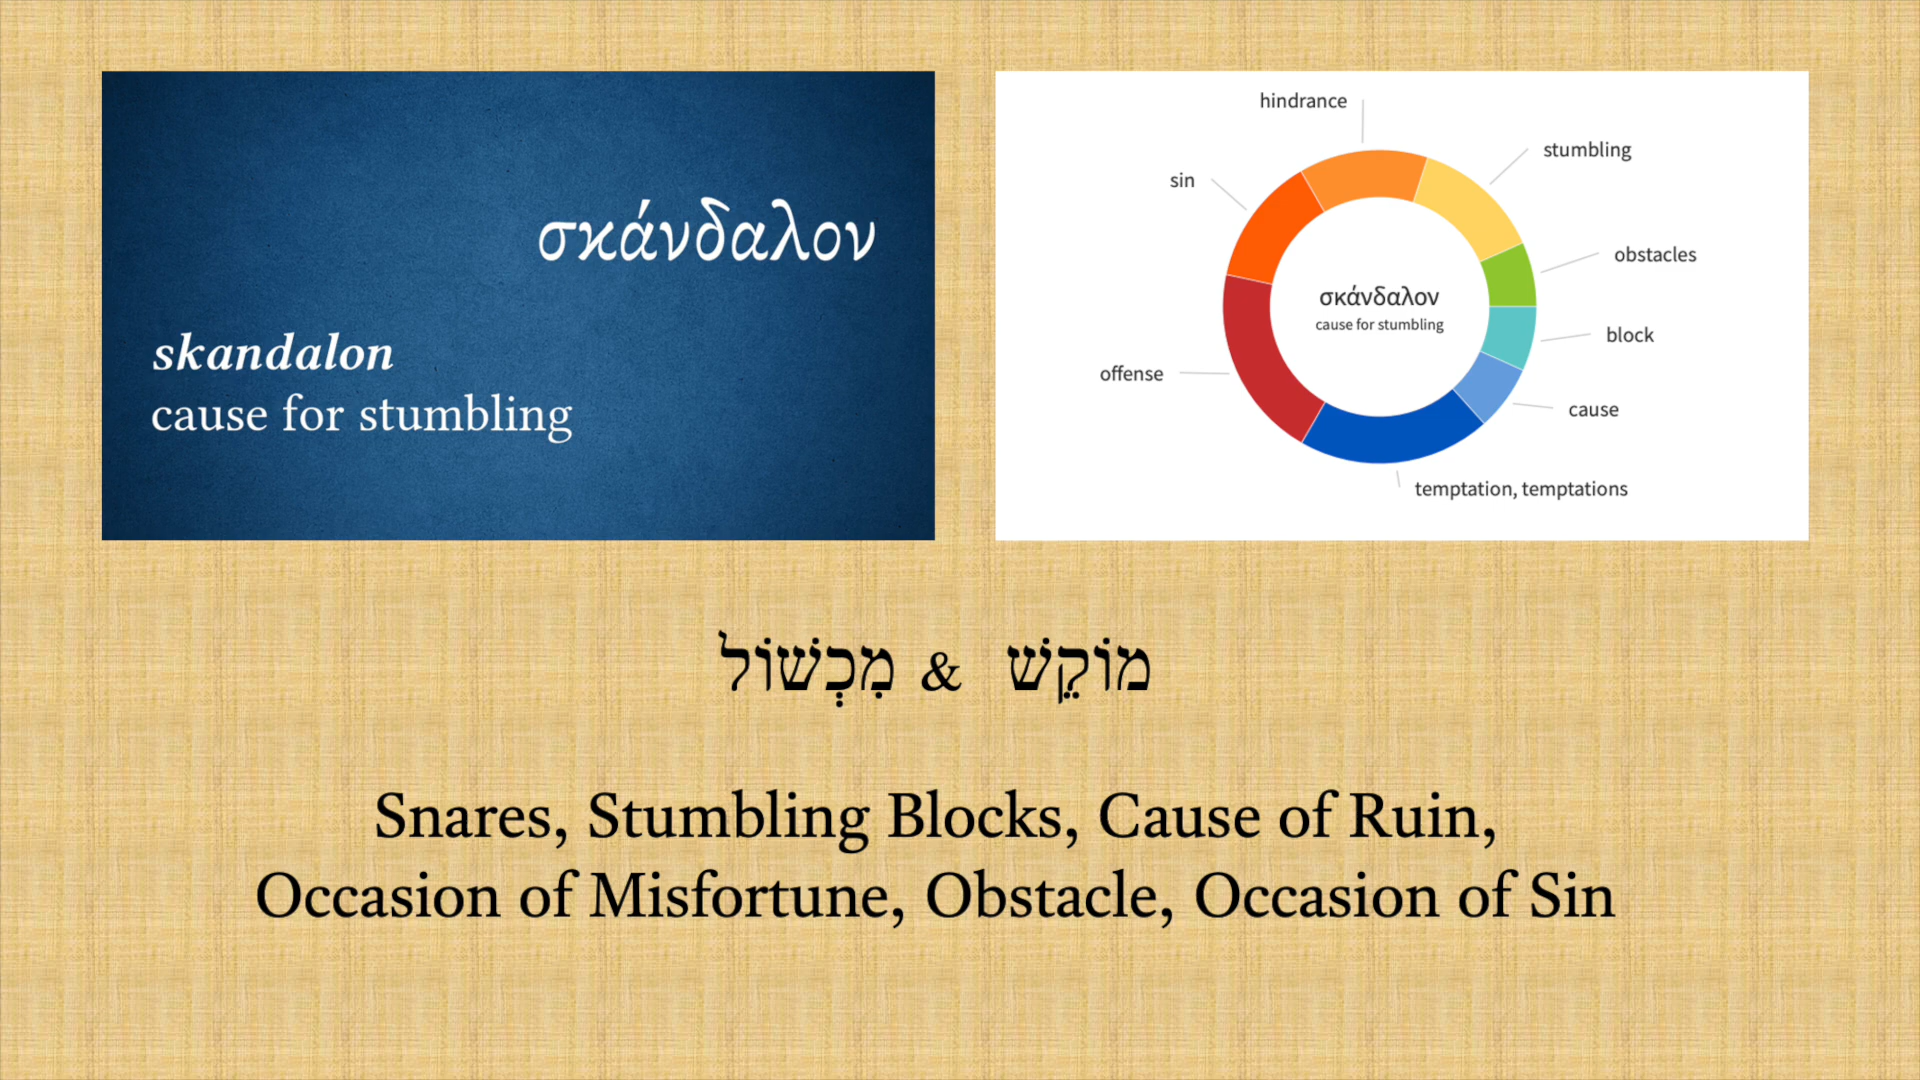 σκάνδαλον
skandalon
cause for stumbling
hindrance
stumbling
sin
obstacles
σκάνδαλον
cause for stumbling
block
offense
cause
temptation, temptations
מוֹקֵשׁ & מִכְשׁוֹל
Snares, Stumbling Blocks, Cause of Ruin,
Occasion of Misfortune, Obstacle, Occasion of Sin